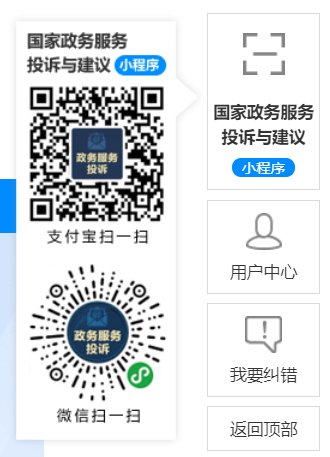 国家政务服务
投诉与建议 小程序
政务服务
投诉
支付宝扫一扫
政务服务
投诉
微信扫一扫
国家政务服务
投诉与建议
小程序
用户中心
我要纠错
返回顶部